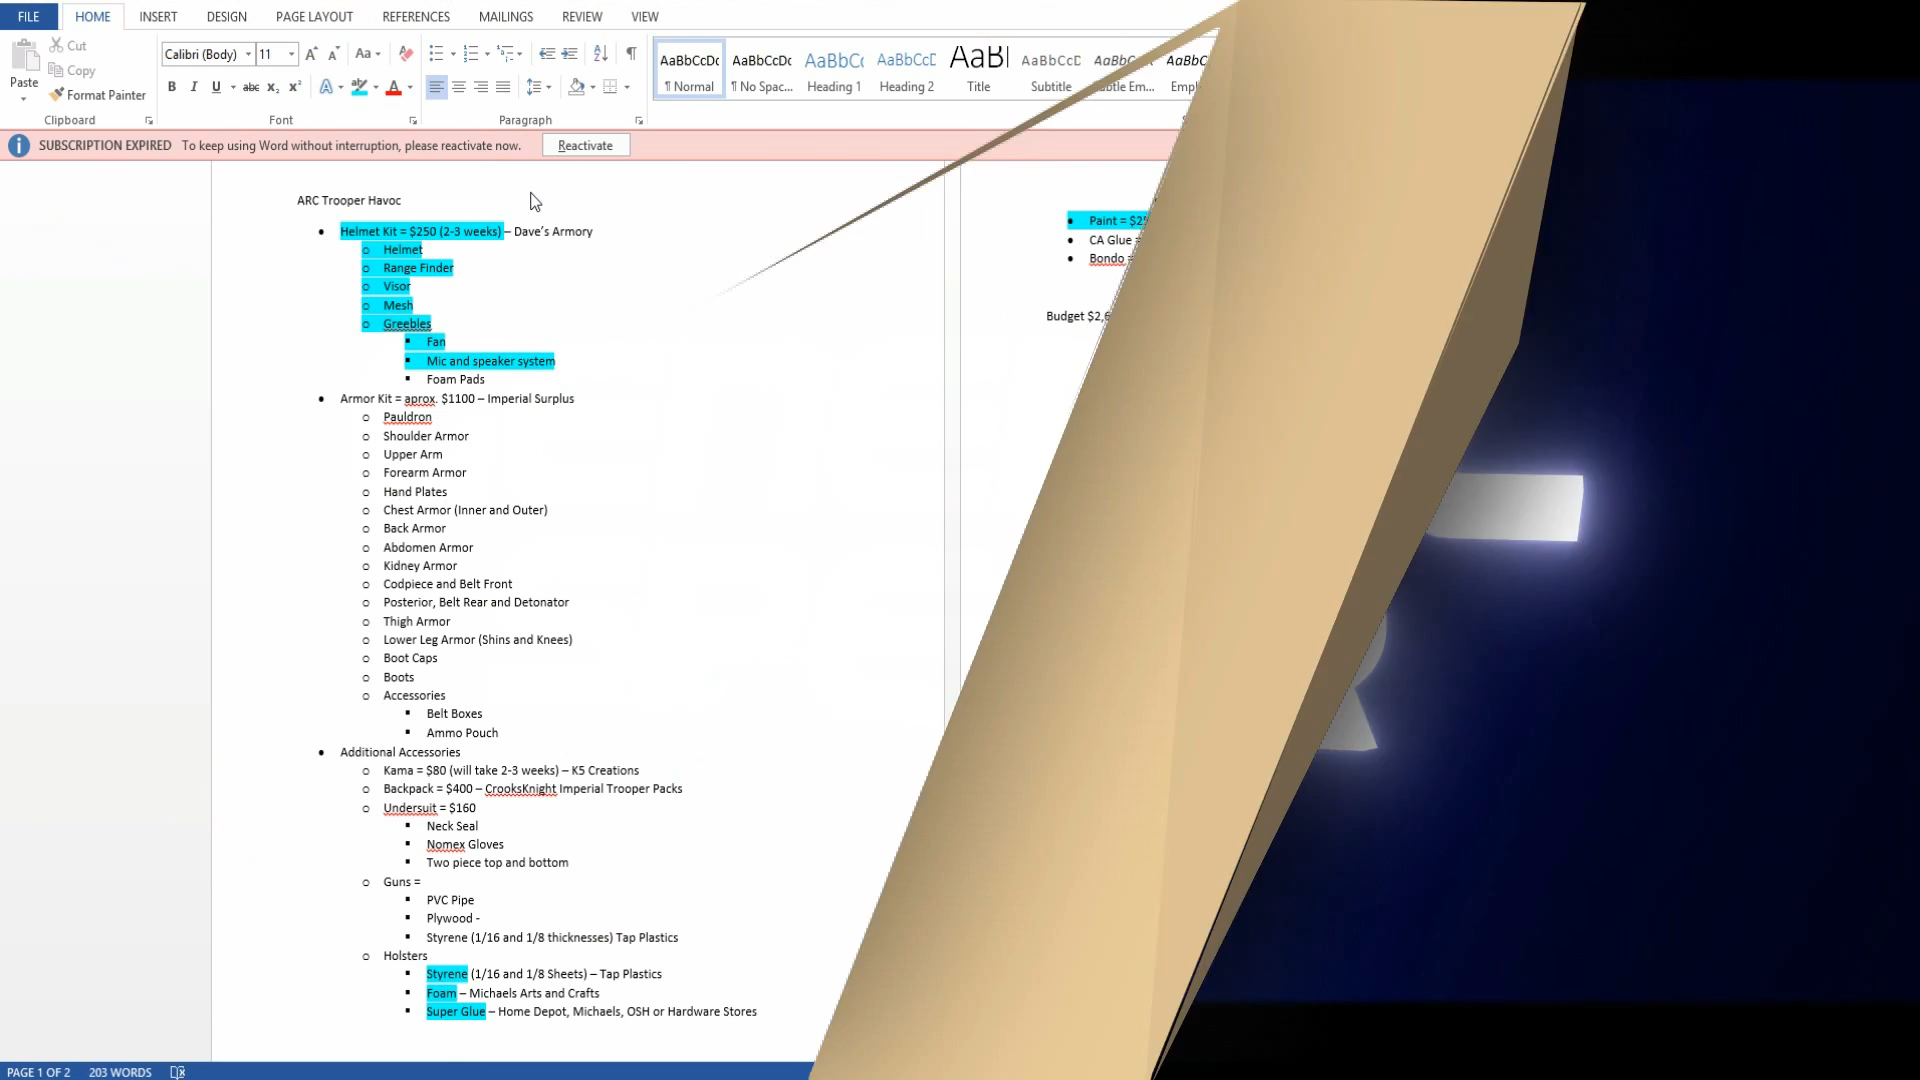 FILE HOME INSERT DESIGN PAGE LAYOUT REFERENCES MAILINGS REVIEW VIEW
Paste
Cut
Copy
Format Painter
Clipboard
Calibri (Body) 11
Font
Paragraph
AaBbCcDc AaBbCcDc AaBbCc AaBbCcD AaBl AaBbCcD AaBbCc AaBbC
¶ Normal ¶ No Spac... Heading 1 Heading 2 Title Subtitle Em...
SUBSCRIPTION EXPIRED To keep using Word without interruption, please reactivate now. Reactivate
ARC Trooper Havoc
• Helmet Kit = $250 (2-3 weeks) – Dave's Armory
o Helmet
o Range Finder
o Visor
o Mesh
o Greebles
▪ Fan
▪ Mic and speaker system
▪ Foam Pads
• Armor Kit = aprox. $1100 – Imperial Surplus
o Pauldron
o Shoulder Armor
o Upper Arm
o Forearm Armor
o Hand Plates
o Chest Armor (Inner and Outer)
o Back Armor
o Abdomen Armor
o Kidney Armor
o Codpiece and Belt Front
o Posterior, Belt Rear and Detonator
o Thigh Armor
o Lower Leg Armor (Shins and Knees)
o Boot Caps
o Boots
o Accessories
▪ Belt Boxes
▪ Ammo Pouch
• Additional Accessories
o Kama = $80 (will take 2-3 weeks) – K5 Creations
o Backpack = $400 – CrooksKnight Imperial Trooper Packs
o Undersuit = $160
▪ Neck Seal
▪ Nomex Gloves
▪ Two piece top and bottom
o Guns =
▪ PVC Pipe
▪ Plywood -
▪ Styrene (1/16 and 1/8 thicknesses) Tap Plastics
o Holsters
▪ Styrene (1/16 and 1/8 Sheets) – Tap Plastics
▪ Foam – Michaels Arts and Crafts
▪ Super Glue – Home Depot, Michaels, OSH or Hardware Stores
• Paint =
• CA Glue =
• Bondo =
Budget
PAGE 1 OF 2 203 WORDS